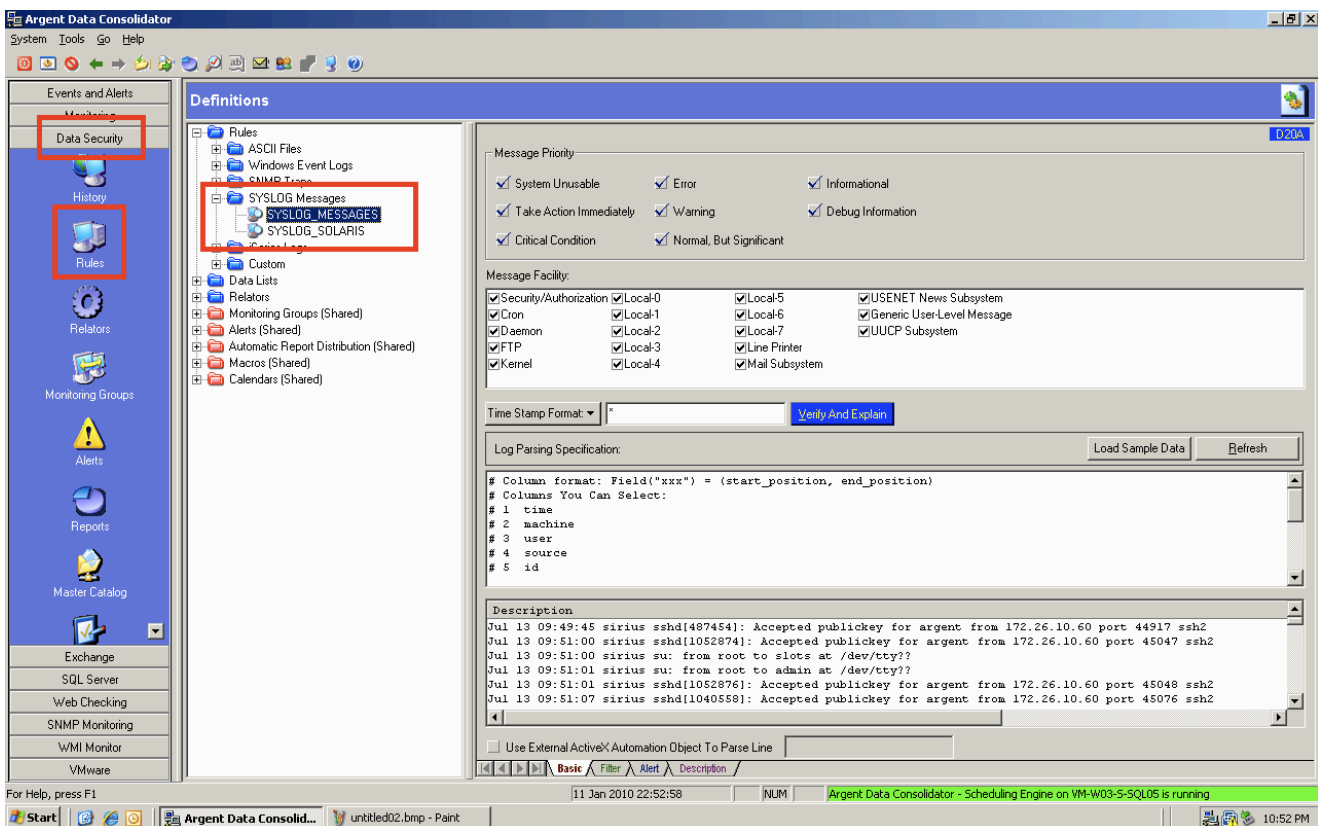 Argent Data Consolidator
System Tools Go Help
Events and Alerts
Monitoring
Data Security
History
Rules
Relators
Monitoring Groups
Alerts
Reports
Master Catalog
Exchange
SQL Server
Web Checking
SNMP Monitoring
WMI Monitor
VMware
Definitions
Rules
ASCII Files
Windows Event Logs
SNMP Traps
SYSLOG Messages
SYSLOG_MESSAGES
SYSLOG_SOLARIS
iSeries Logs
Custom
Data Lists
Relators
Monitoring Groups (Shared)
Alerts (Shared)
Automatic Report Distribution (Shared)
Macros (Shared)
Calendars (Shared)
D20A
Message Priority
System Unusable Error Informational
Take Action Immediately Warning Debug Information
Critical Condition Normal, But Significant
Message Facility:
Security/Authorization Local-0 Local-5 USENET News Subsystem
Cron Local-1 Local-6 Generic User-Level Message
Daemon Local-2 Local-7 UUCP Subsystem
FTP Local-3 Line Printer
Kernel Local-4 Mail Subsystem
Time Stamp Format: * Verify And Explain
Log Parsing Specification: Load Sample Data Refresh
# Column format: Field("xxx") = (start_position, end_position)
# Columns You Can Select:
# 1 time
# 2 machine
# 3 user
# 4 source
# 5 id
Description
Jul 13 09:49:45 sirius sshd[487454]: Accepted publickey for argent from 172.26.10.60 port 44917 ssh2
Jul 13 09:51:00 sirius sshd[1052874]: Accepted publickey for argent from 172.26.10.60 port 45047 ssh2
Jul 13 09:51:00 sirius su: from root to slots at /dev/tty??
Jul 13 09:51:01 sirius su: from root to admin at /dev/tty??
Jul 13 09:51:01 sirius sshd[1052876]: Accepted publickey for argent from 172.26.10.60 port 45048 ssh2
Jul 13 09:51:07 sirius sshd[1040558]: Accepted publickey for argent from 172.26.10.60 port 45076 ssh2
Use External ActiveX Automation Object To Parse Line
Basic Filter Alert Description
For Help, press F1 11 Jan 2010 22:52:58 NUM Argent Data Consolidator - Scheduling Engine on VM-W03-S-SQL05 is running
Start Argent Data Consolid... untitled02.bmp - Paint 10:52 PM